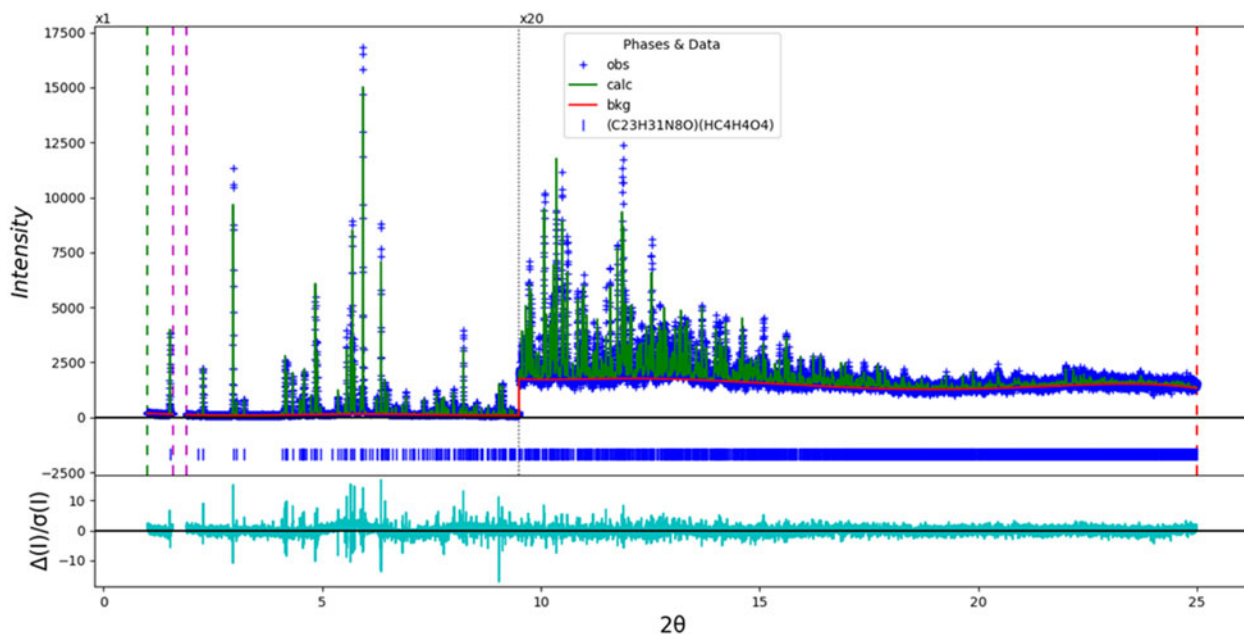 x1
x20
17500
15000
12500
10000
7500
5000
2500
0
−2500
Intensity
Phases & Data
obs
calc
bkg
(C23H31N8O)(HC4H4O4)
10
0
−10
Δ(I)/σ(I)
0
5
10
15
20
25
2θ